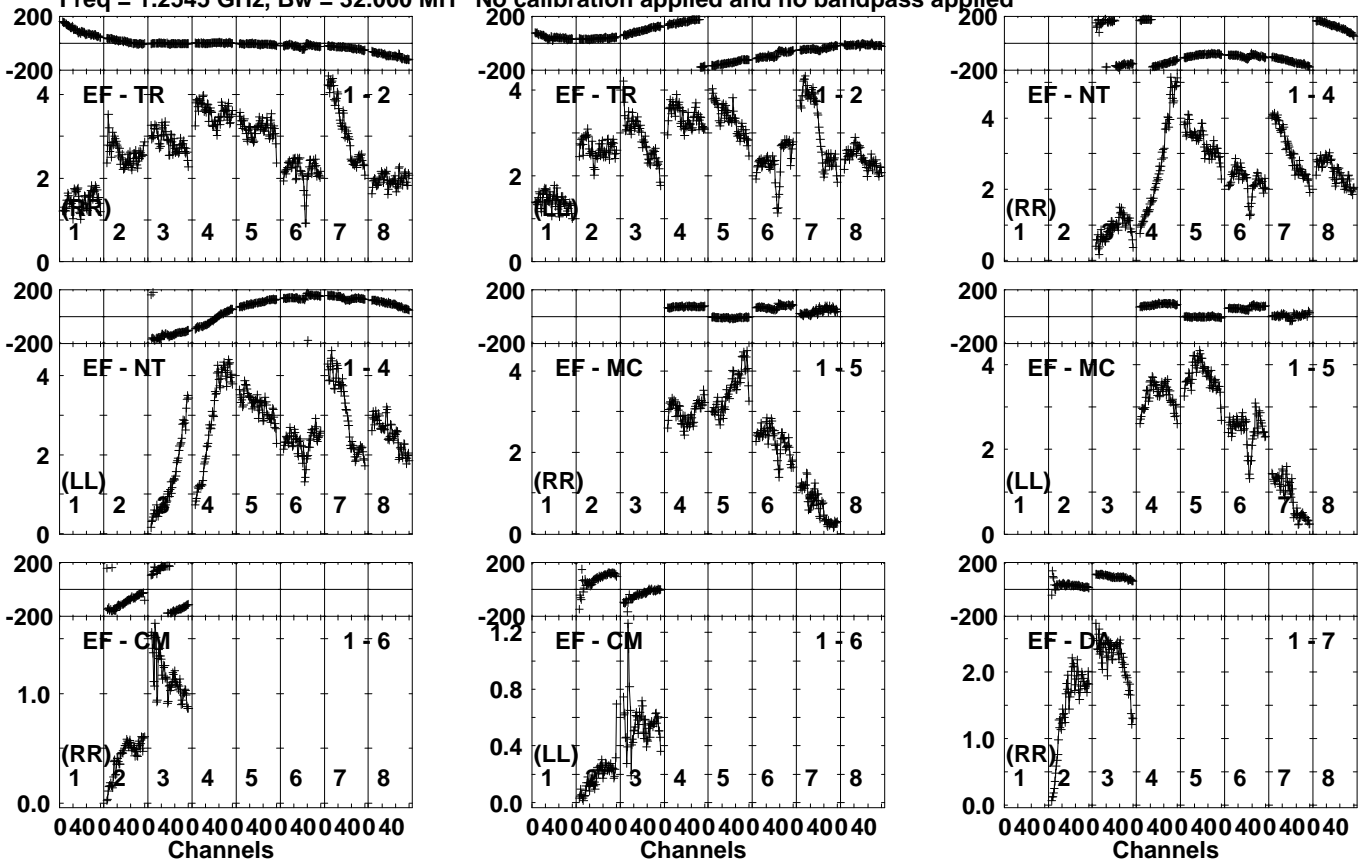 Freq = 1.2545 GHz, Bw = 32.000 MH No calibration applied and no bandpass applied
200
-200
EF - TR 1 - 2
4
2
0
(RR)
1 2 3 4 5 6 7 8
200
-200
EF - TR 1 - 2
4
2
0
(LL)
1 2 3 4 5 6 7 8
200
-200
EF - NT 1 - 4
4
2
0
(RR)
1 2 3 4 5 6 7 8
200
-200
EF - NT 1 - 4
4
2
0
(LL)
1 2 3 4 5 6 7 8
200
-200
EF - MC 1 - 5
4
2
0
(RR)
1 2 3 4 5 6 7 8
200
-200
EF - MC 1 - 5
4
2
0
(LL)
1 2 3 4 5 6 7 8
200
-200
EF - CM 1 - 6
1.0
0.0
(RR)
1 2 3 4 5 6 7 8
200
-200
EF - CM 1 - 6
1.2
0.8
0.4
0.0
(LL)
1 2 3 4 5 6 7 8
200
-200
EF - DA 1 - 7
2.0
1.0
0.0
(RR)
1 2 3 4 5 6 7 8
0 40 0 40 0 40 0 40 0 40 0 40 0 40 0 40
0 40 0 40 0 40 0 40 0 40 0 40 0 40 0 40
0 40 0 40 0 40 0 40 0 40 0 40 0 40 0 40
Channels Channels Channels